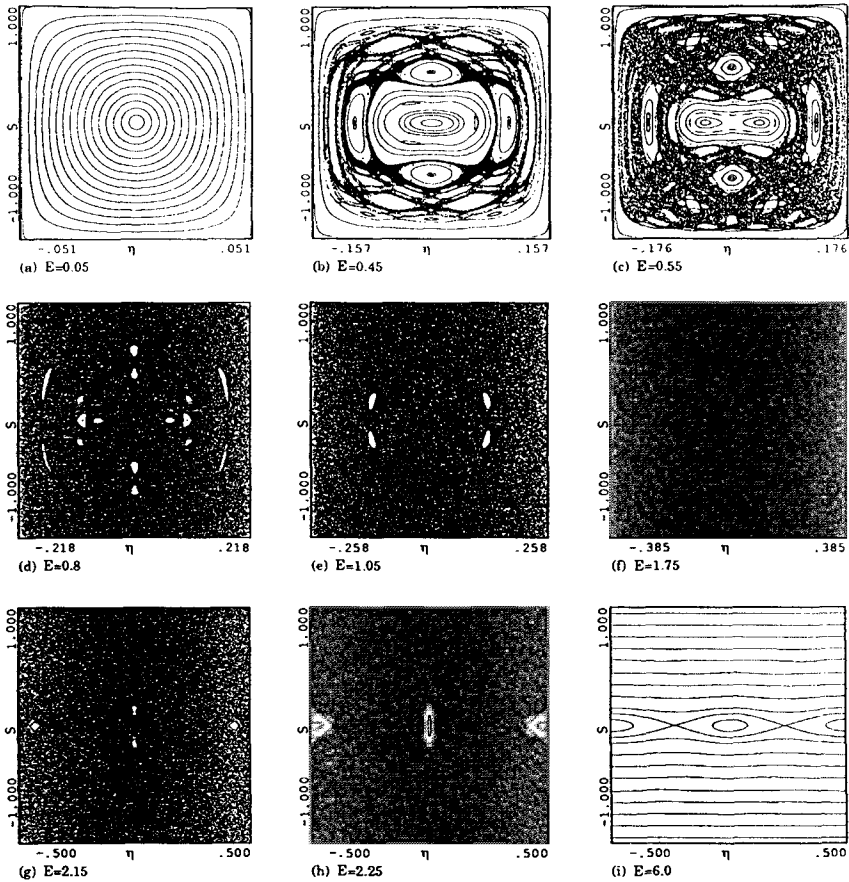 1.000
S
-1.000
-.051 η .051
(a) E=0.05
1.000
S
-1.000
-.157 η .157
(b) E=0.45
1.000
S
-1.000
-.176 η .176
(c) E=0.55
1.000
S
-1.000
-.218 η .218
(d) E=0.8
1.000
S
-1.000
-.258 η .258
(e) E=1.05
1.000
S
-1.000
-.385 η .385
(f) E=1.75
1.000
S
-1.000
-.500 η .500
(g) E=2.15
1.000
S
-1.000
-.500 η .500
(h) E=2.25
1.000
S
-1.000
-.500 η .500
(i) E=6.0